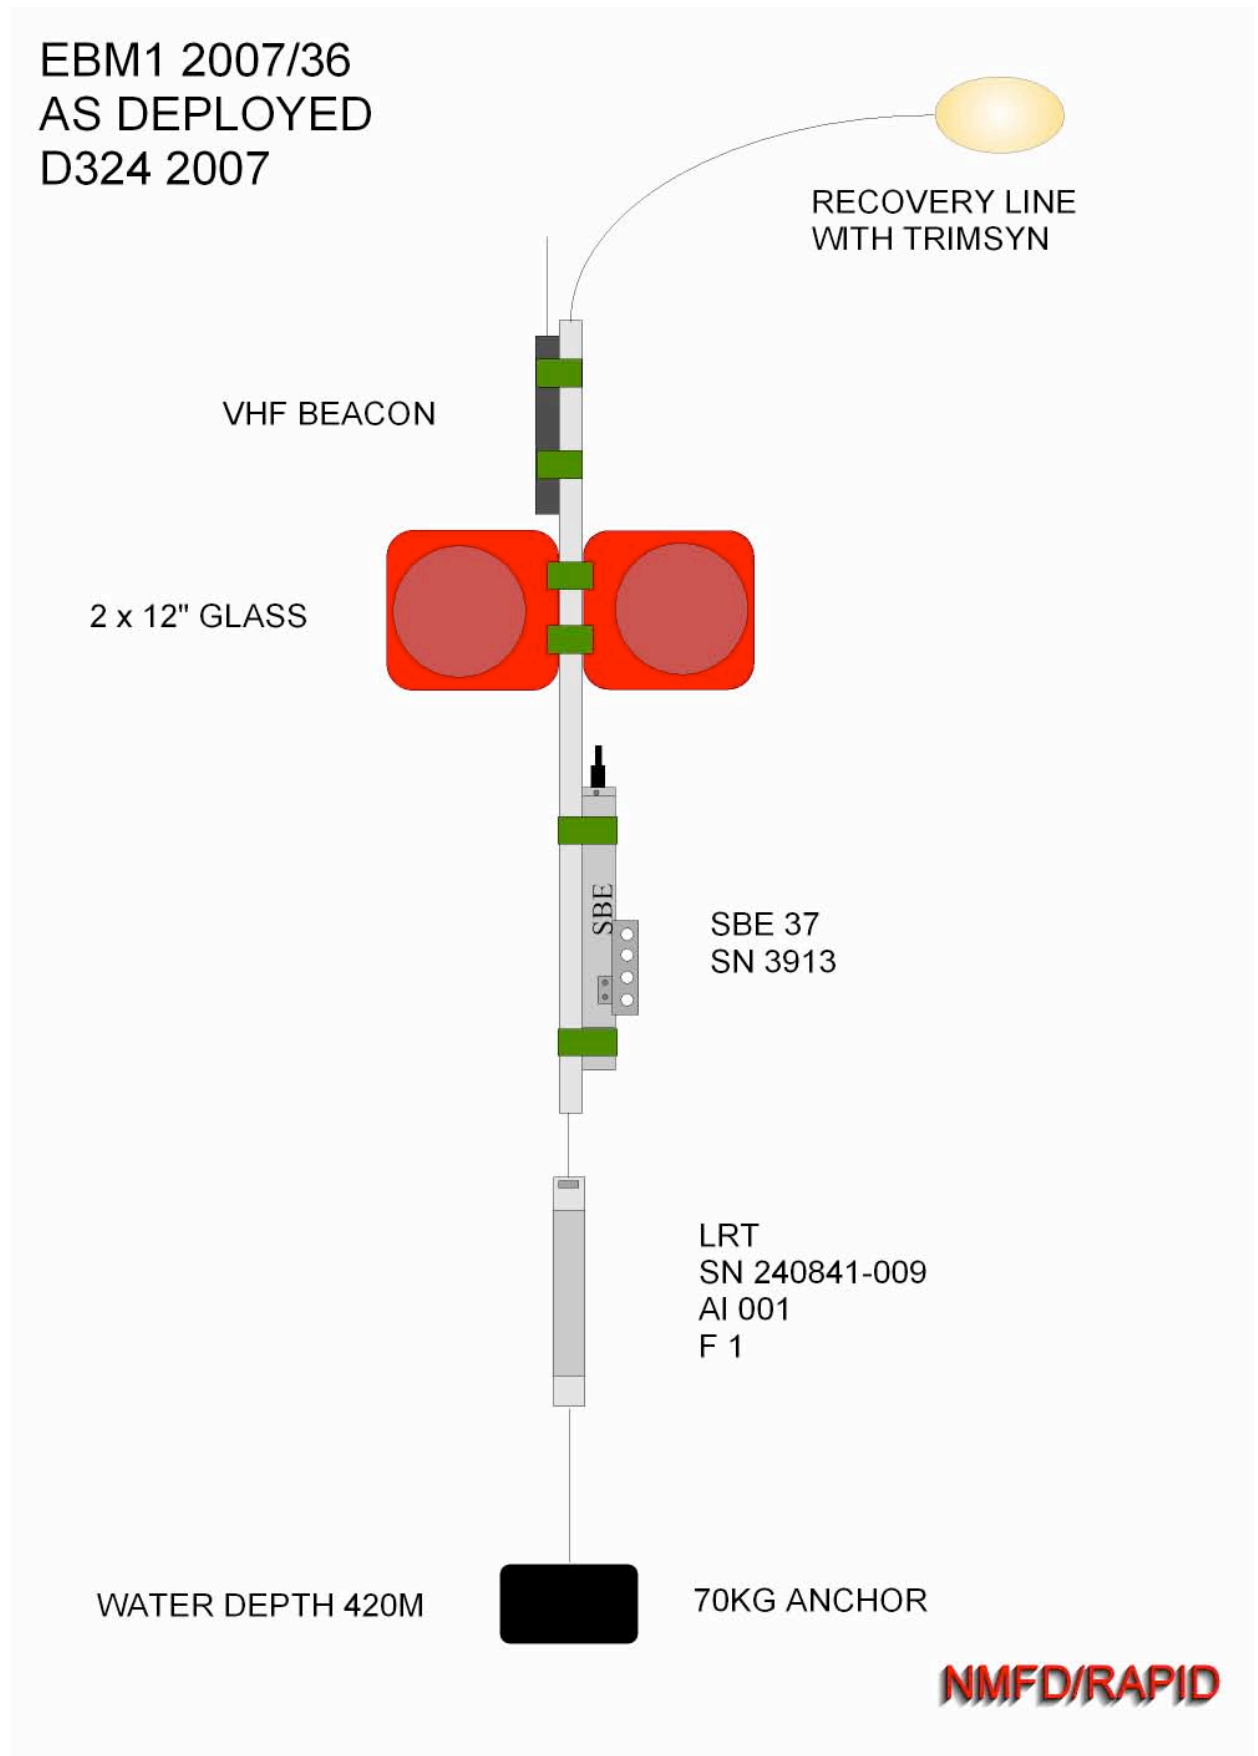 EBM1 2007/36
AS DEPLOYED
D324 2007
RECOVERY LINE
WITH TRIMSYN
VHF BEACON
2 x 12" GLASS
SBE
SBE 37
SN 3913
LRT
SN 240841-009
AI 001
F 1
WATER DEPTH 420M
70KG ANCHOR
NMFD/RAPID